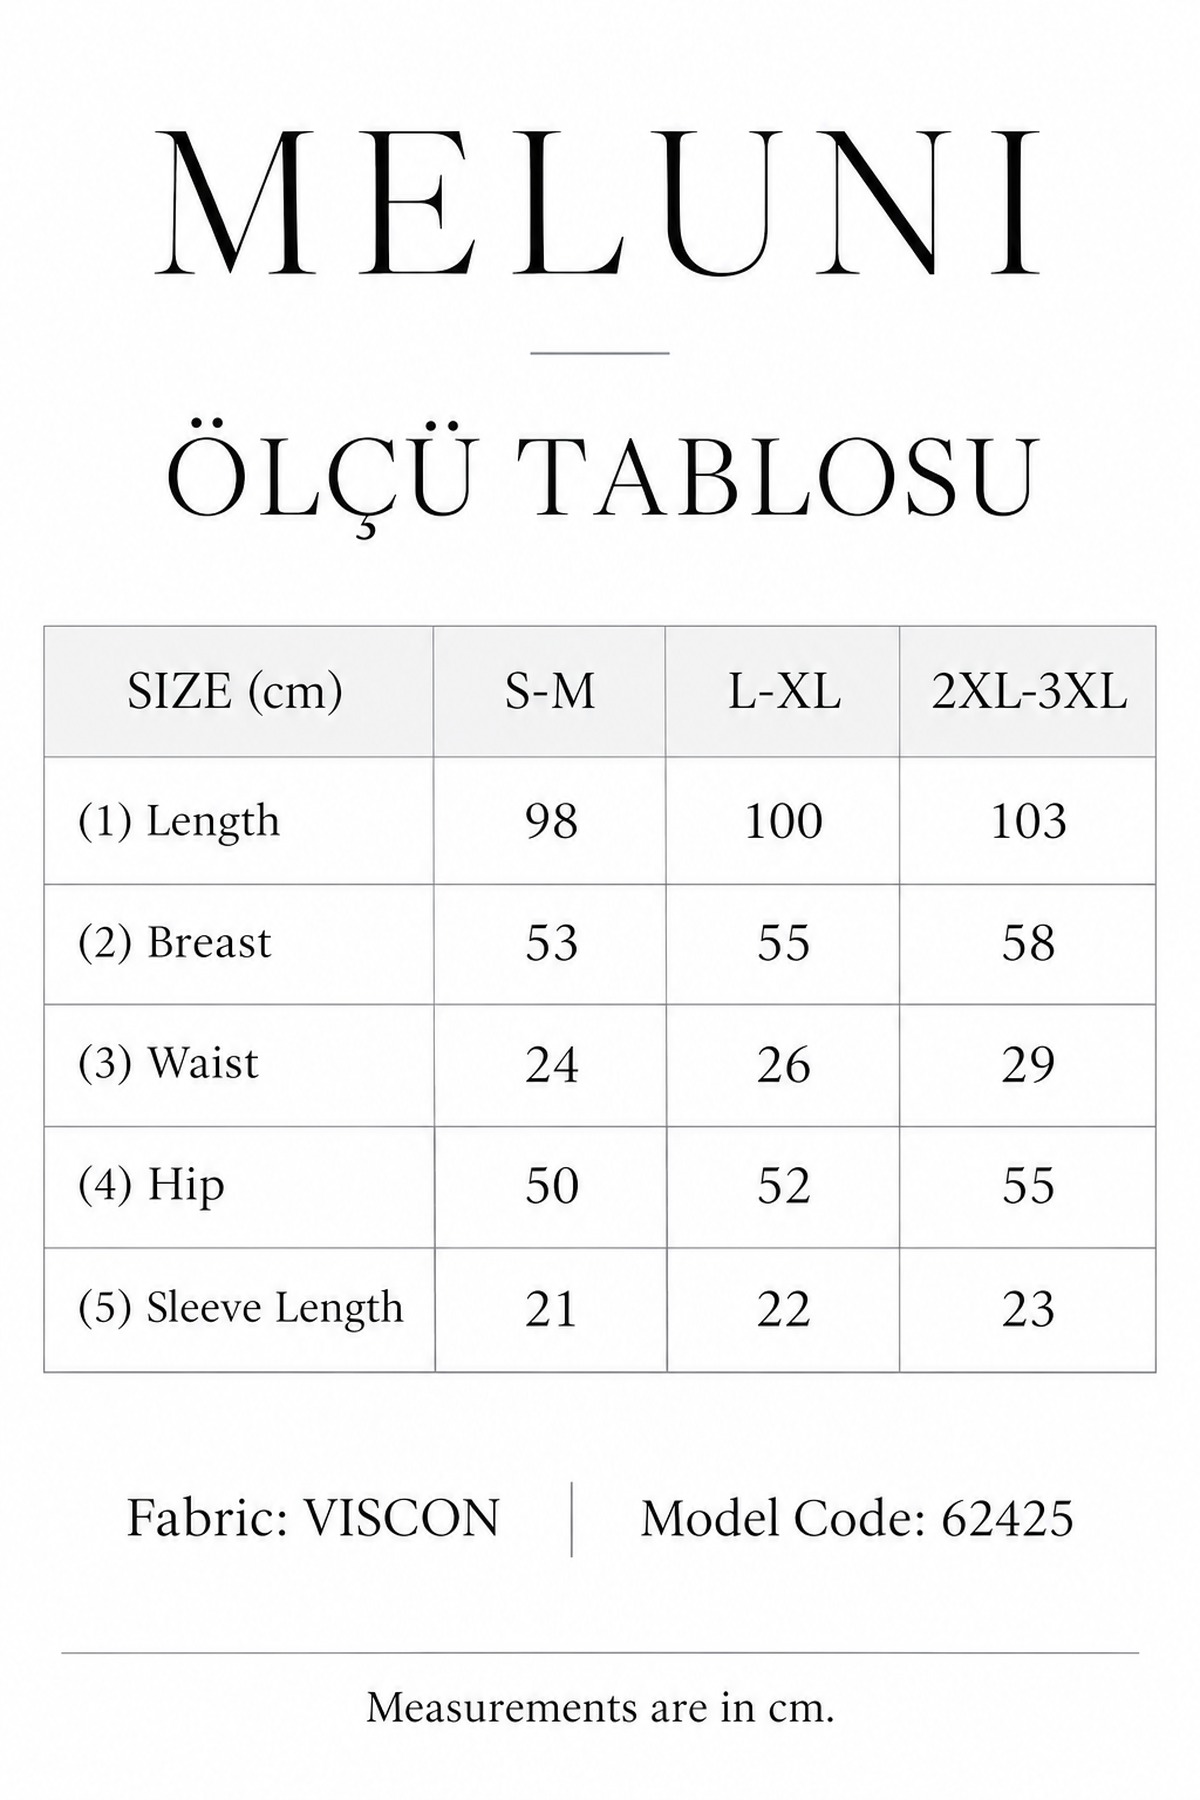 MELUNI
ÖLÇÜ TABLOSU
SIZE (cm) S-M L-XL 2XL-3XL
(1) Length 98 100 103
(2) Breast 53 55 58
(3) Waist 24 26 29
(4) Hip 50 52 55
(5) Sleeve Length 21 22 23
Fabric: VISCON Model Code: 62425
Measurements are in cm.